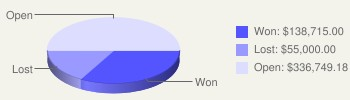 Open
Lost
Won
Won: $138,715.00
Lost: $55,000.00
Open: $336,749.18